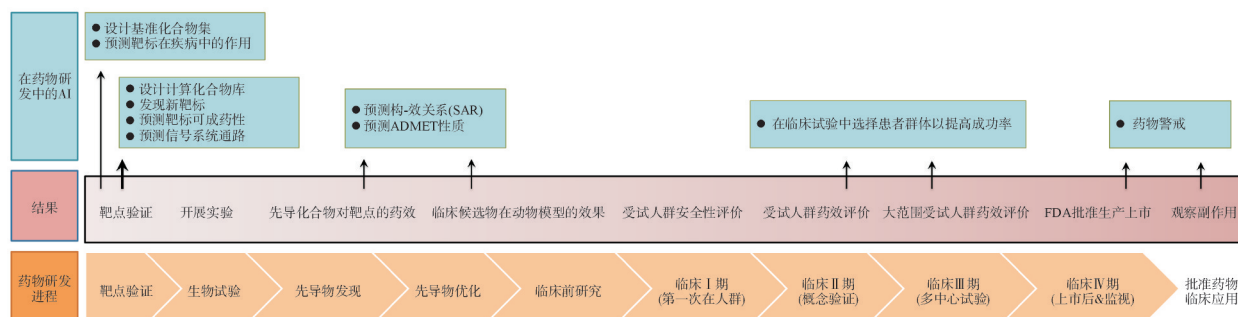 在药物研
发中的AI
● 设计基准化合物集
● 预测靶标在疾病中的作用
● 设计计算化合物库
● 发现新靶标
● 预测靶标可成药性
● 预测信号系统通路
● 预测构-效关系(SAR)
● 预测ADMET性质
● 在临床试验中选择患者群体以提高成功率
● 药物警戒
结果
靶点验证
开展实验
先导化合物对靶点的药效
临床候选物在动物模型的效果
受试人群安全性评价
受试人群药效评价
大范围受试人群药效评价
FDA批准生产上市
观察副作用
药物研发
进程
靶点验证
生物试验
先导物发现
先导物优化
临床前研究
临床Ⅰ期
(第一次在人群)
临床Ⅱ期
(概念验证)
临床Ⅲ期
(多中心试验)
临床Ⅳ期
(上市后&监视)
批准药物
临床应用